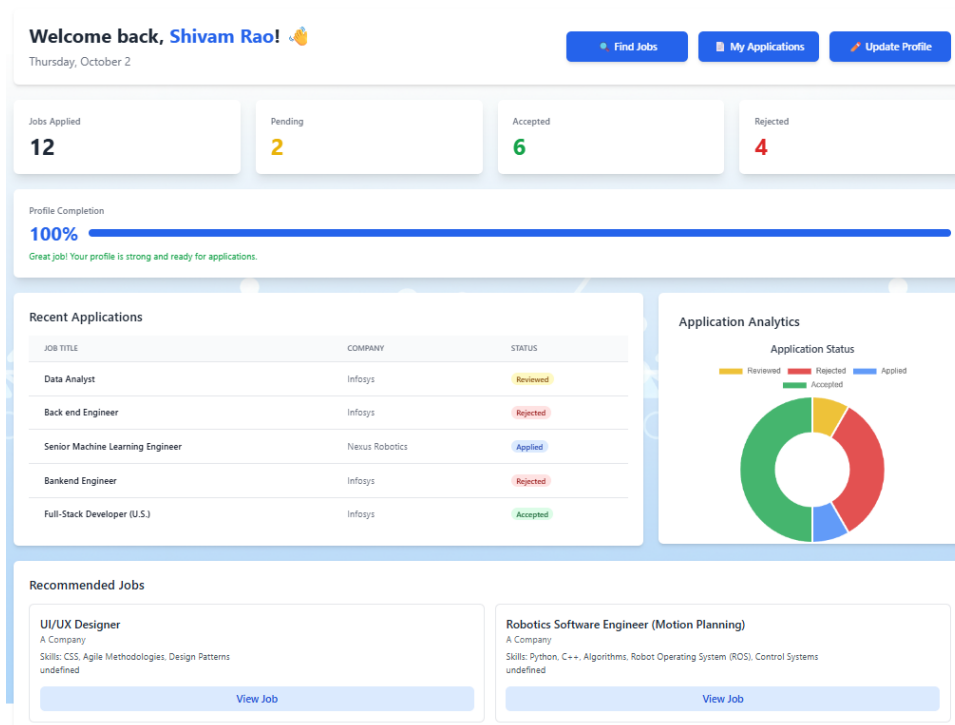 Welcome back, Shivam Rao! 👋
Thursday, October 2
Find Jobs
My Applications
Update Profile
Jobs Applied
12
Pending
2
Accepted
6
Rejected
4
Profile Completion
100%
Great job! Your profile is strong and ready for applications.
Recent Applications
JOB TITLE COMPANY STATUS
Data Analyst Infosys Reviewed
Back end Engineer Infosys Rejected
Senior Machine Learning Engineer Nexus Robotics Applied
Bankend Engineer Infosys Rejected
Full-Stack Developer (U.S.) Infosys Accepted
Application Analytics
Application Status
Reviewed Rejected Applied
Accepted
Recommended Jobs
UI/UX Designer
A Company
Skills: CSS, Agile Methodologies, Design Patterns
undefined
View Job
Robotics Software Engineer (Motion Planning)
A Company
Skills: Python, C++, Algorithms, Robot Operating System (ROS), Control Systems
undefined
View Job